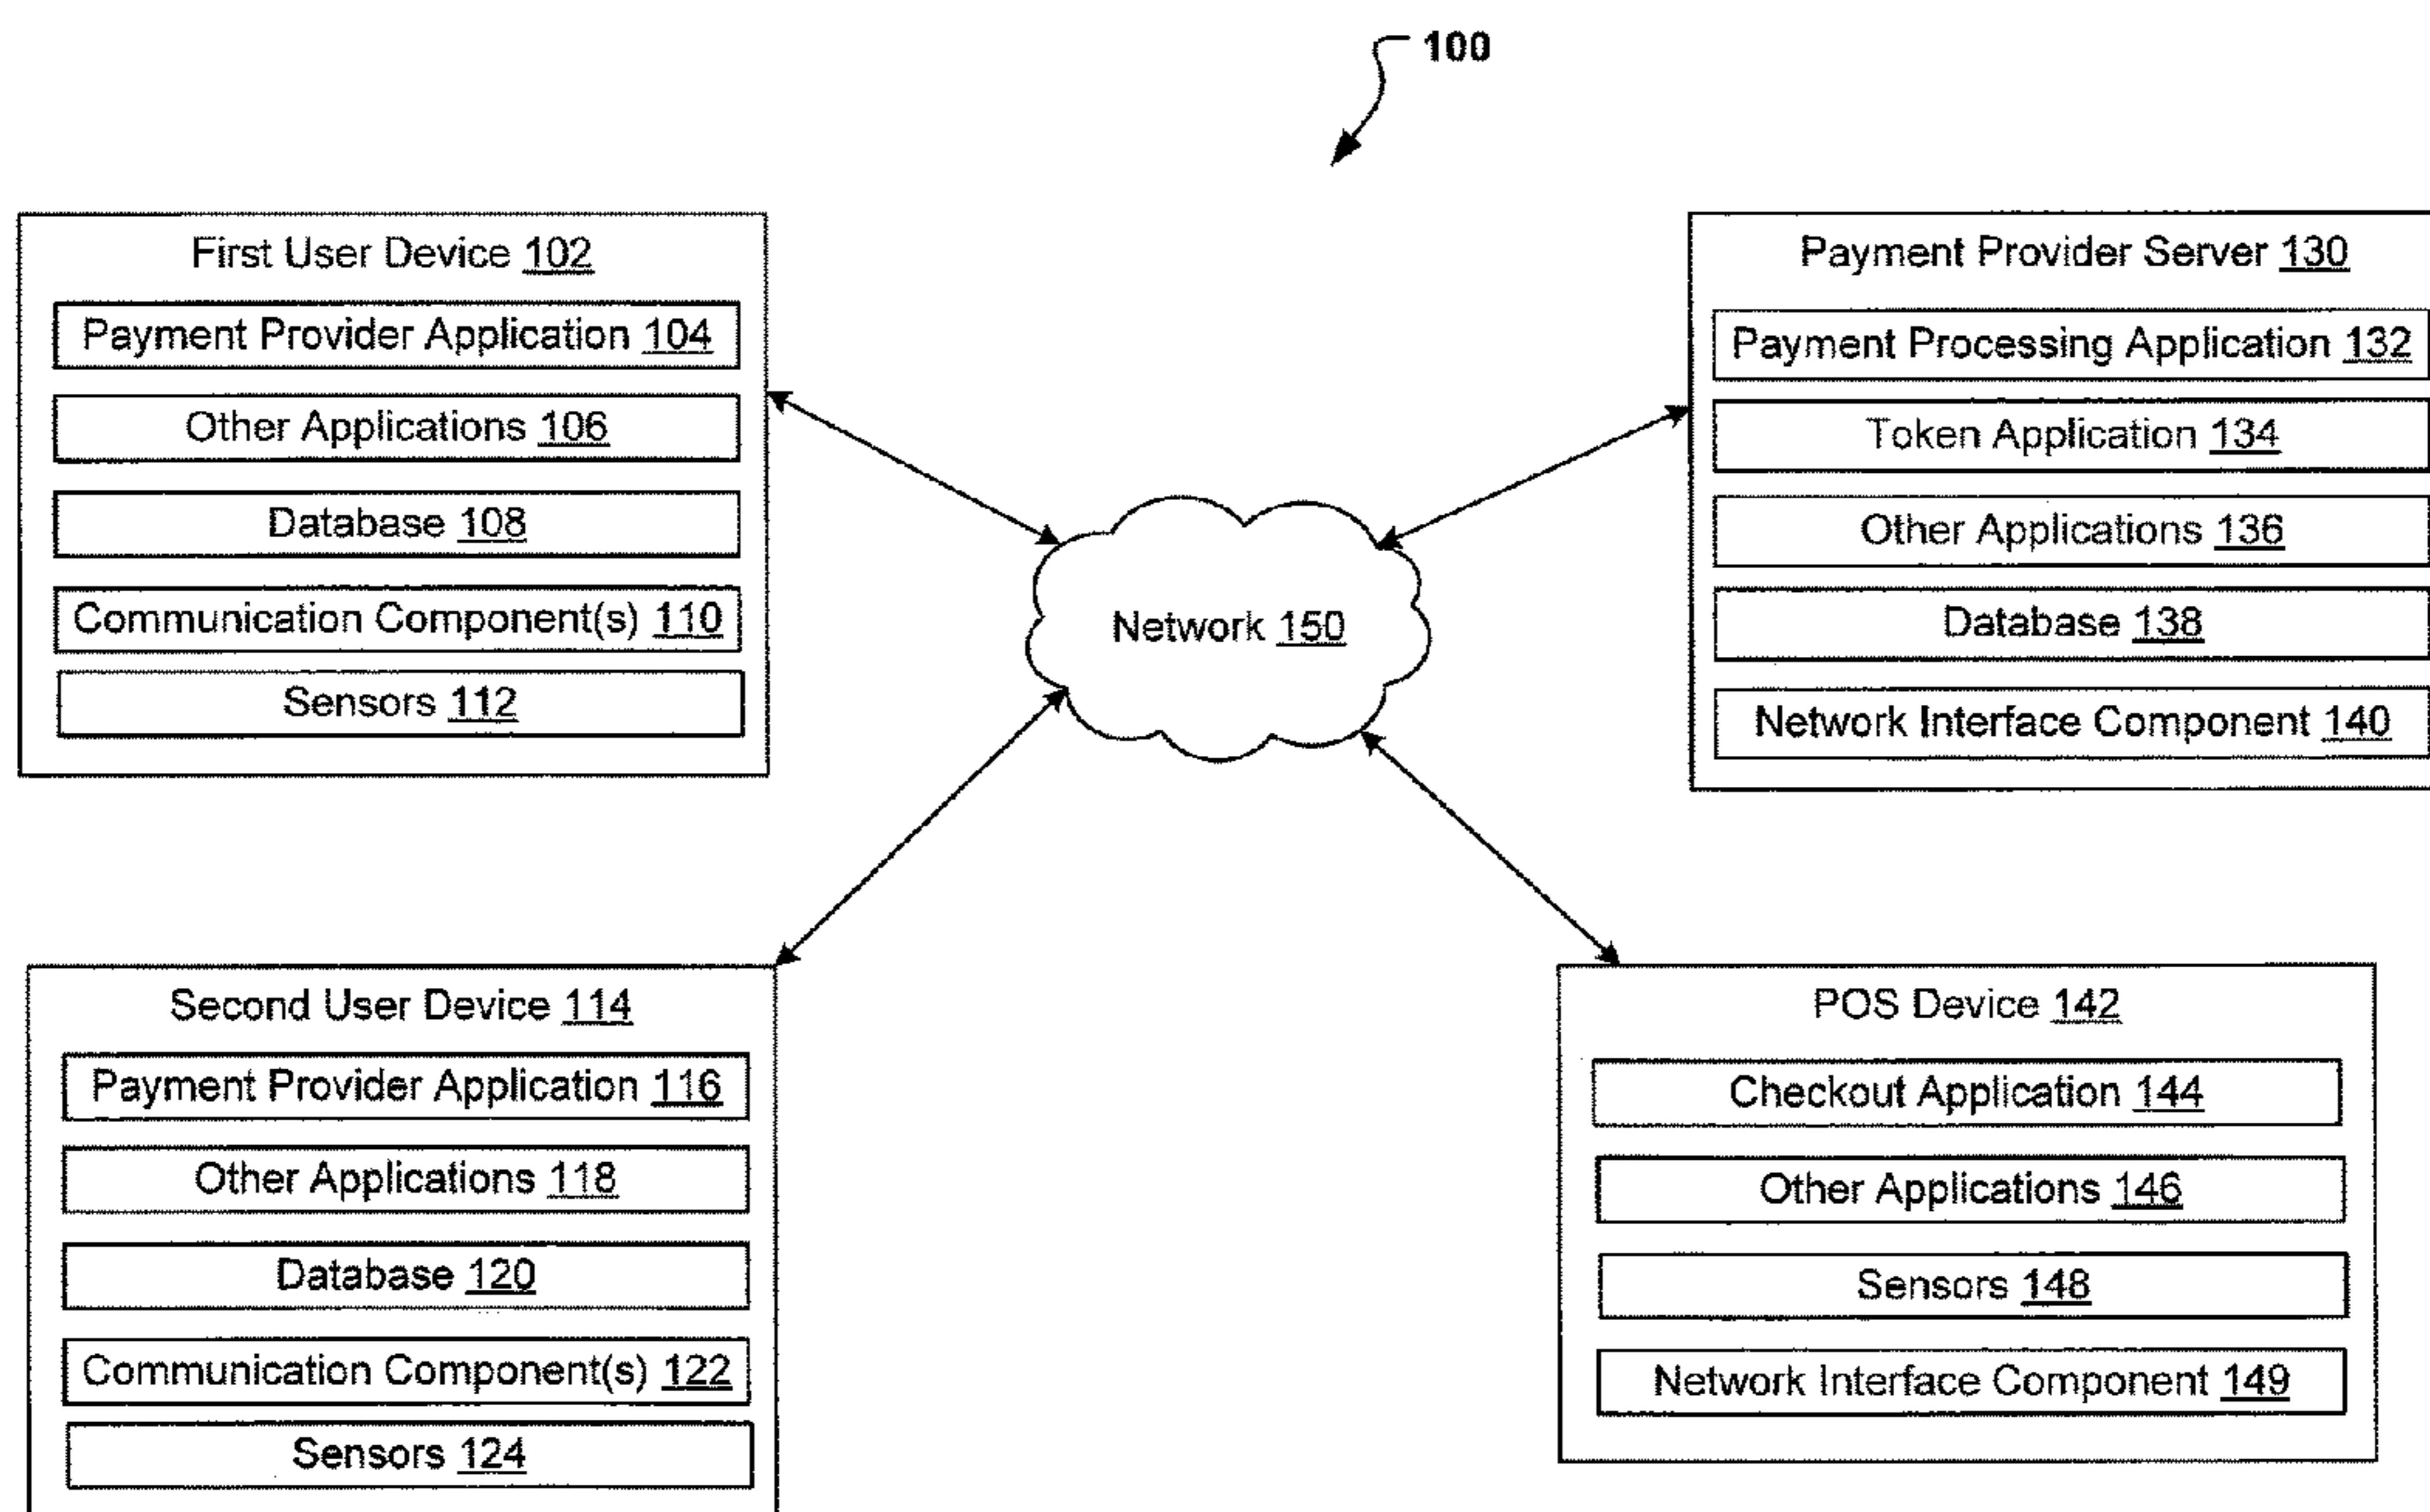 100
First User Device 102
Payment Provider Application 104
Other Applications 106
Database 108
Communication Component(s) 110
Sensors 112
Payment Provider Server 130
Payment Processing Application 132
Token Application 134
Other Applications 136
Database 138
Network Interface Component 140
Network 150
Second User Device 114
Payment Provider Application 116
Other Applications 118
Database 120
Communication Component(s) 122
Sensors 124
POS Device 142
Checkout Application 144
Other Applications 146
Sensors 148
Network Interface Component 149